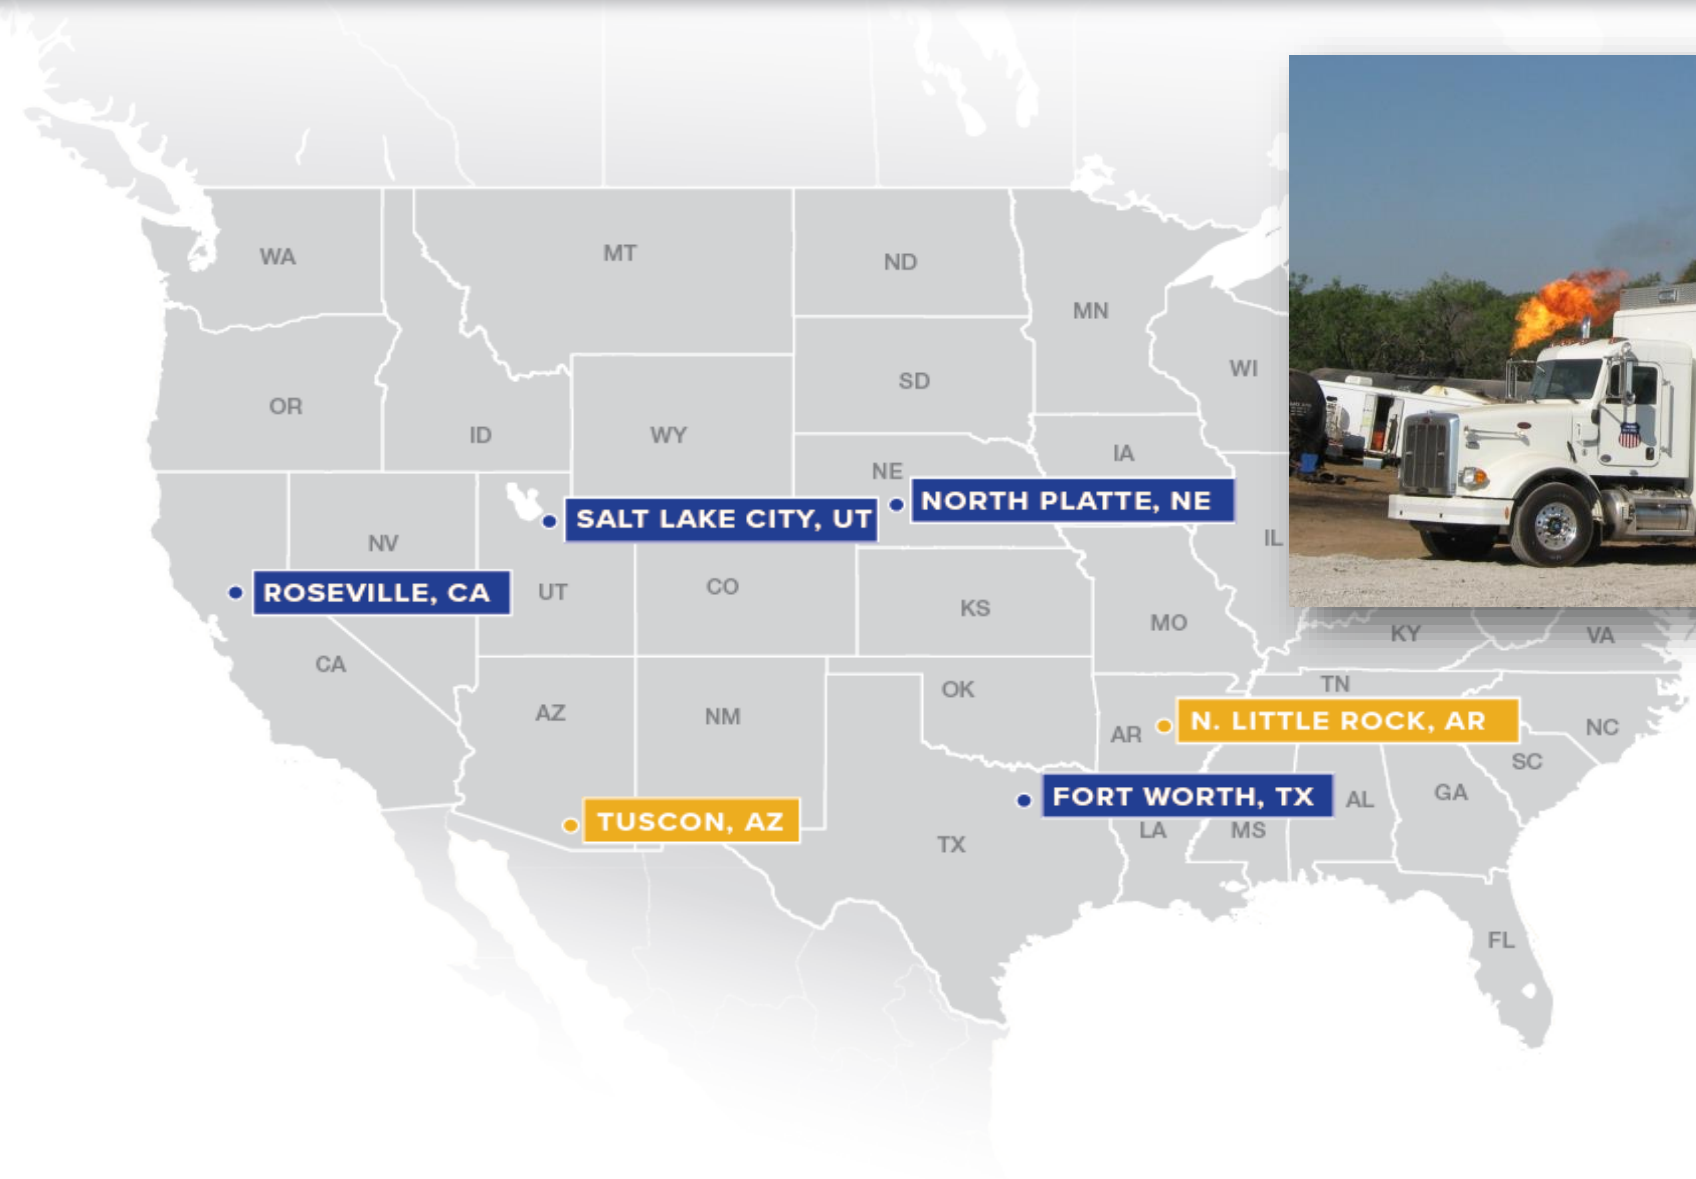 WA
MT
ND
MN
WI
OR
ID
WY
SD
IA
NE
NORTH PLATTE, NE
SALT LAKE CITY, UT
NV
IL
ROSEVILLE, CA
UT
CO
KS
MO
KY
VA
CA
OK
TN
AZ
NM
AR
N. LITTLE ROCK, AR
NC
SC
FORT WORTH, TX
AL
GA
TUSCON, AZ
TX
LA
MS
FL